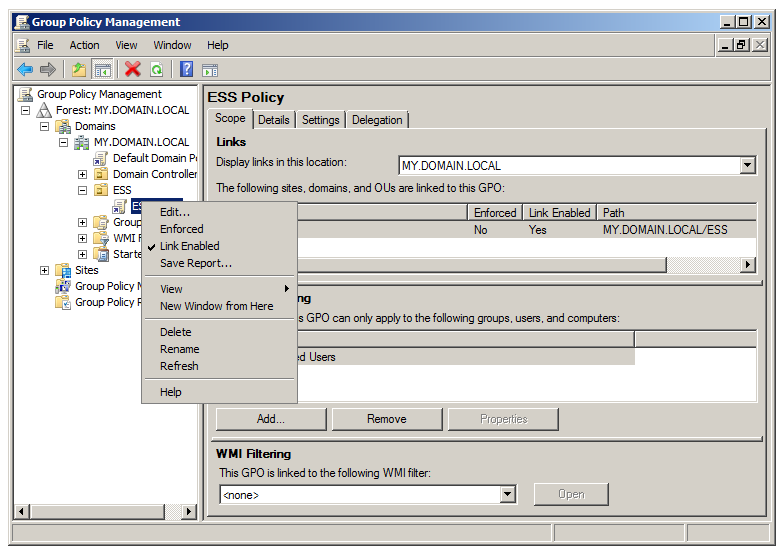 Group Policy Management
File Action View Window Help
Group Policy Management
Forest: MY.DOMAIN.LOCAL
Domains
MY.DOMAIN.LOCAL
Default Domain
Domain Controller
ESS
Group
WMI
Starte
Sites
Group Policy
Group Policy
Edit...
Enforced
Link Enabled
Save Report...
View
New Window from Here
Delete
Rename
Refresh
Help
ESS Policy
Scope Details Settings Delegation
Links
Display links in this location: MY.DOMAIN.LOCAL
The following sites, domains, and OUs are linked to this GPO:
Enforced Link Enabled Path
No Yes MY.DOMAIN.LOCAL/ESS
ng
s GPO can only apply to the following groups, users, and computers:
ed Users
Add... Remove Properties
WMI Filtering
This GPO is linked to the following WMI filter:
<none> Open